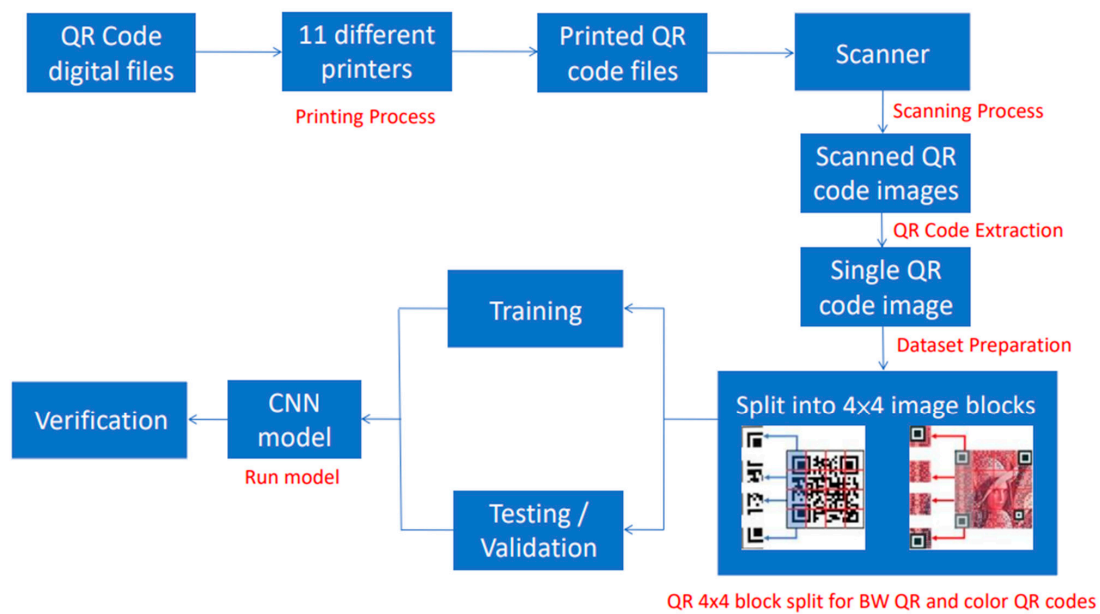 QR Code
digital files
11 different
printers
Printed QR
code files
Scanner
Printing Process
Scanning Process
Scanned QR
code images
QR Code Extraction
Single QR
code image
Dataset Preparation
Split into 4×4 image blocks
Training
Testing /
Validation
CNN
model
Run model
Verification
QR 4x4 block split for BW QR and color QR codes